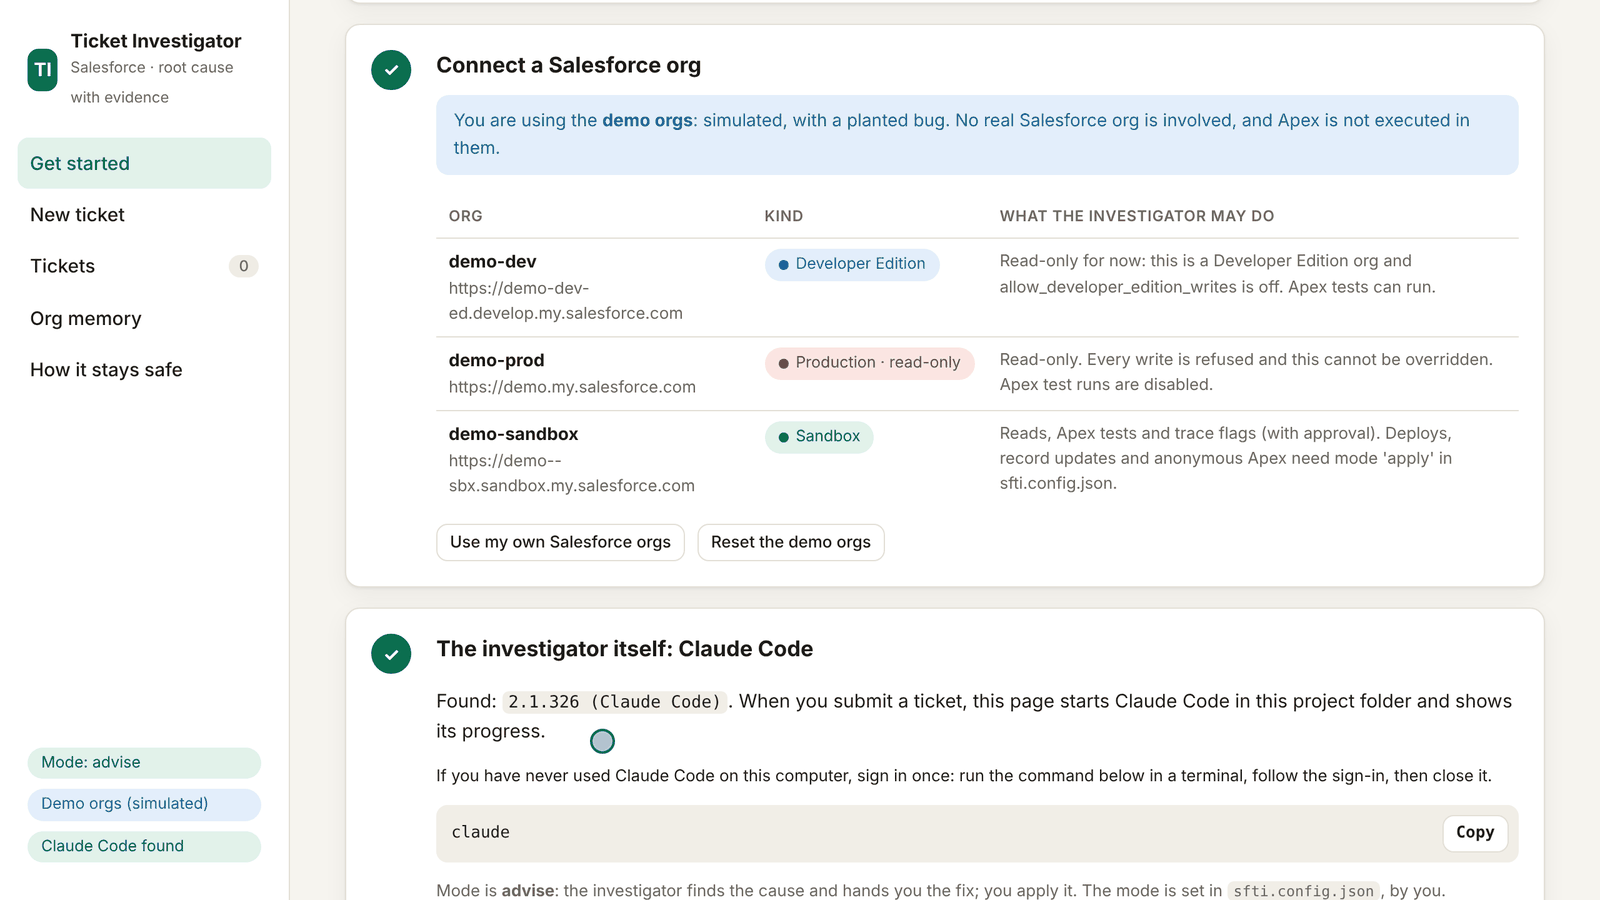 TI
Ticket Investigator
Salesforce · root cause
with evidence
Get started
New ticket
Tickets
0
Org memory
How it stays safe
Mode: advise
Demo orgs (simulated)
Claude Code found
Connect a Salesforce org
You are using the demo orgs: simulated, with a planted bug. No real Salesforce org is involved, and Apex is not executed in
them.
ORG KIND WHAT THE INVESTIGATOR MAY DO
demo-dev
https://demo-dev-
ed.develop.my.salesforce.com
Developer Edition
Read-only for now: this is a Developer Edition org and
allow_developer_edition_writes is off. Apex tests can run.
demo-prod
https://demo.my.salesforce.com
Production · read-only
Read-only. Every write is refused and this cannot be overridden.
Apex test runs are disabled.
demo-sandbox
https://demo--
sbx.sandbox.my.salesforce.com
Sandbox
Reads, Apex tests and trace flags (with approval). Deploys,
record updates and anonymous Apex need mode 'apply' in
sfti.config.json.
Use my own Salesforce orgs
Reset the demo orgs
The investigator itself: Claude Code
Found: 2.1.326 (Claude Code). When you submit a ticket, this page starts Claude Code in this project folder and shows
its progress.
If you have never used Claude Code on this computer, sign in once: run the command below in a terminal, follow the sign-in, then close it.
claude
Copy
Mode is advise: the investigator finds the cause and hands you the fix; you apply it. The mode is set in sfti.config.json, by you.